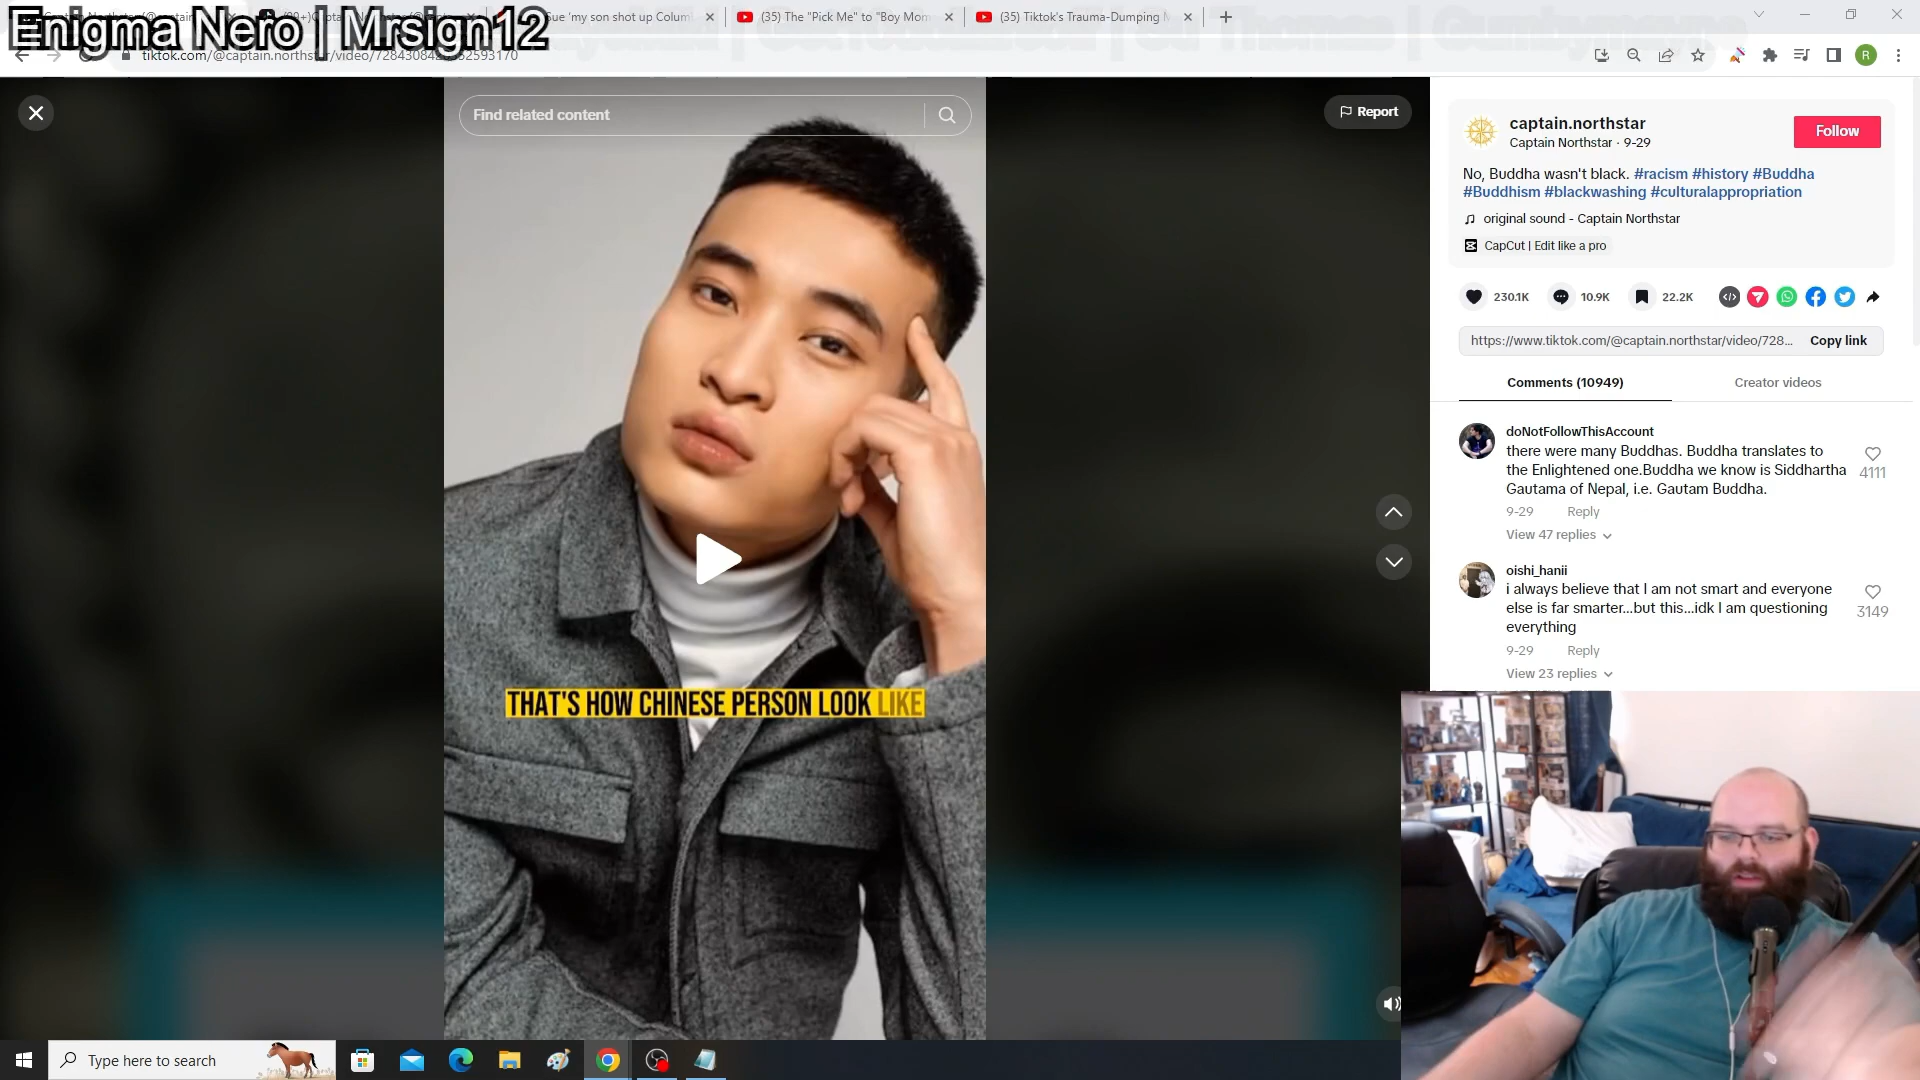 Enigma Nero | Mrsign12
Sue 'my son shot up Colum
(35) The "Pick Me" to "Boy Mom
(35) Tiktok's Trauma-Dumping
Find related content
Report
captain.northstar
Captain Northstar · 9-29
Follow
No, Buddha wasn't black. #racism #history #Buddha
#Buddhism #blackwashing #culturalappropriation
original sound - Captain Northstar
CapCut | Edit like a pro
230.1K
10.9K
22.2K
https://www.tiktok.com/@captain.northstar/video/728...
Copy link
Comments (10949)
Creator videos
doNotFollowThisAccount
there were many Buddhas. Buddha translates to
the Enlightened one.Buddha we know is Siddhartha
Gautama of Nepal, i.e. Gautam Buddha.
4111
9-29
Reply
View 47 replies
oishi_hanii
i always believe that I am not smart and everyone
else is far smarter...but this...idk I am questioning
everything
3149
9-29
Reply
View 23 replies
THAT'S HOW CHINESE PERSON LOOK LIKE
Type here to search
R